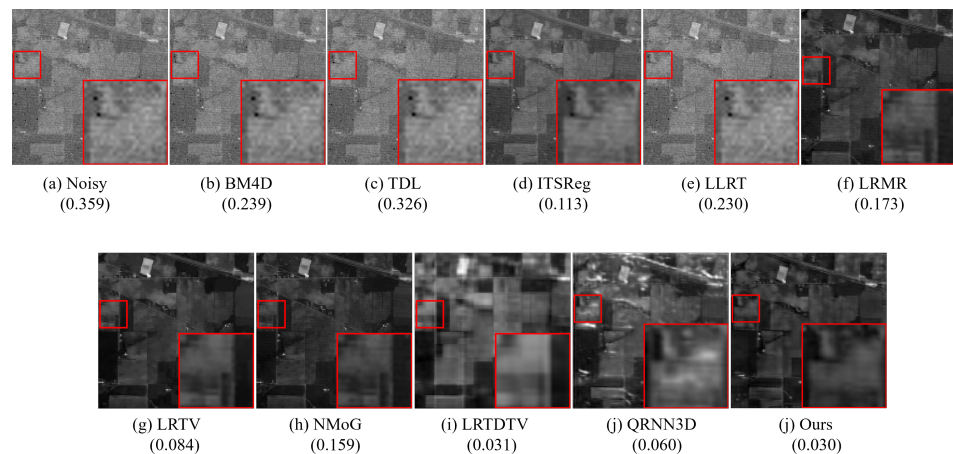 (a) Noisy (b) BM4D (c) TDL (d) ITSReg (e) LLRT (f) LRMR
(0.359) (0.239) (0.326) (0.113) (0.230) (0.173)
(g) LRTV (h) NMoG (i) LRTDTV (j) QRNN3D (j) Ours
(0.084) (0.159) (0.031) (0.060) (0.030)